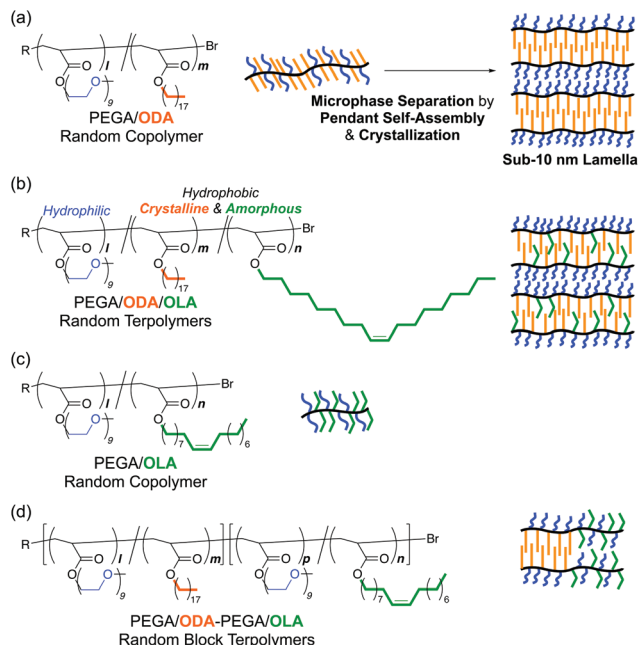 (a)
R
Br
O
O
l
m
O
O
O
9
17
PEGA/ODA
Random Copolymer
Microphase Separation by
Pendant Self-Assembly
& Crystallization
Sub-10 nm Lamella
(b)
Hydrophobic
Hydrophilic
Crystalline & Amorphous
R
Br
O
O
O
l
m
n
O
O
O
O
9
17
PEGA/ODA/OLA
Random Terpolymers
(c)
R
Br
O
O
l
n
O
O
O
9
7
6
PEGA/OLA
Random Copolymer
(d)
R
Br
O
O
O
O
l
m
p
n
O
O
O
O
O
O
9
17
9
7
6
PEGA/ODA-PEGA/OLA
Random Block Terpolymers